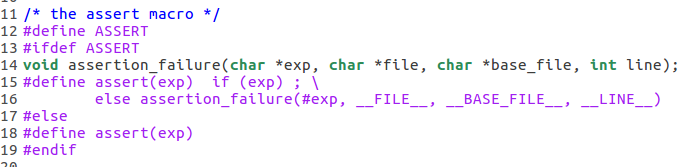 11 /* the assert macro */
12 #define ASSERT
13 #ifdef ASSERT
14 void assertion_failure(char *exp, char *file, char *base_file, int line);
15 #define assert(exp)  if (exp) ; \
16         else assertion_failure(#exp, __FILE__, __BASE_FILE__, __LINE__)
17 #else
18 #define assert(exp)
19 #endif